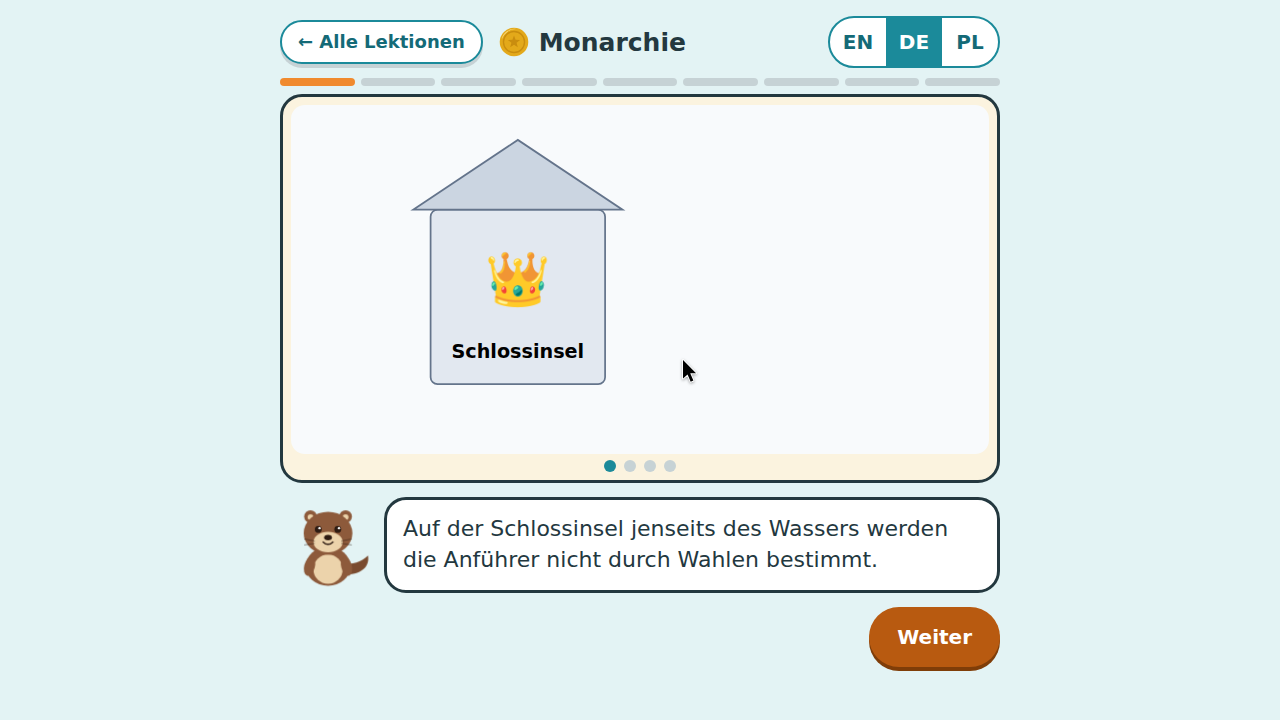 ← Alle Lektionen
Monarchie
EN DE PL
Schlossinsel
Auf der Schlossinsel jenseits des Wassers werden
die Anführer nicht durch Wahlen bestimmt.
Weiter